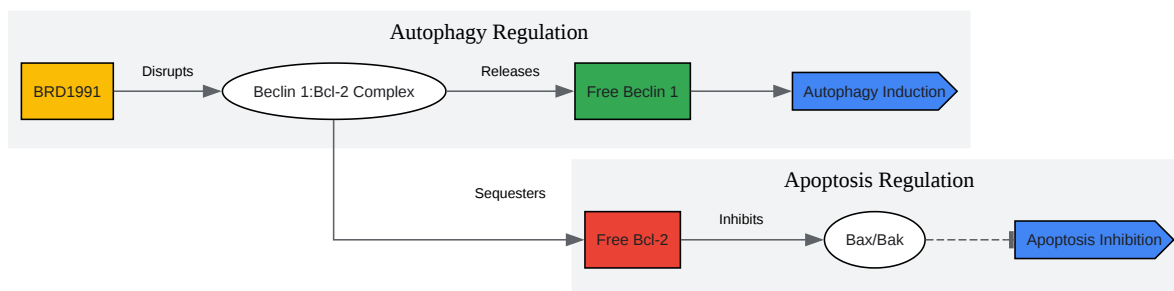 Autophagy Regulation
BRD1991
Disrupts
Beclin 1:Bcl-2 Complex
Releases
Free Beclin 1
Autophagy Induction
Sequesters
Apoptosis Regulation
Free Bcl-2
Inhibits
Bax/Bak
Apoptosis Inhibition